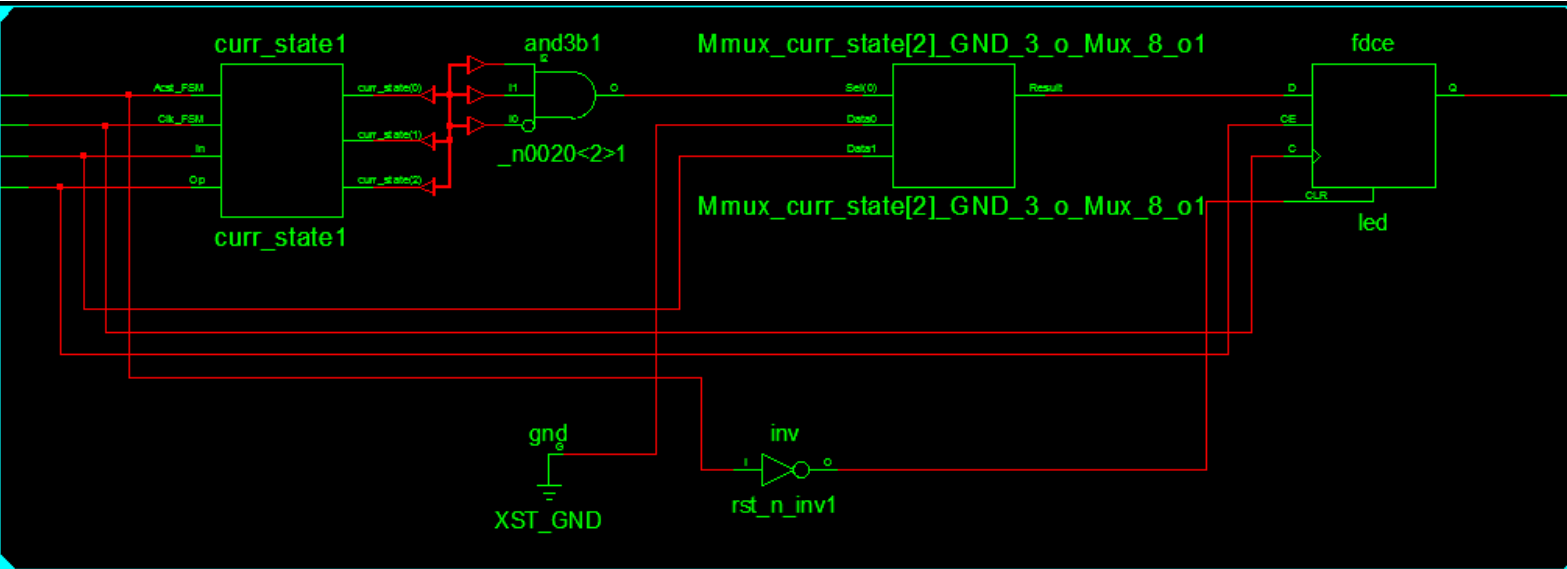 curr_state1
and3b1
Mmux_curr_state[2]_GND_3_o_Mux_8_o1
fdce
I2
Acst_FSM
curr_state(0)
I1
O
Sel(0)
Result
D
Q
Clk_FSM
I0
Data0
CE
curr_state(1)
In
Data1
C
_n0020<2>1
Op
curr_state(2)
CLR
Mmux_curr_state[2]_GND_3_o_Mux_8_o1
led
curr_state1
gnd
G
inv
I
O
rst_n_inv1
XST_GND